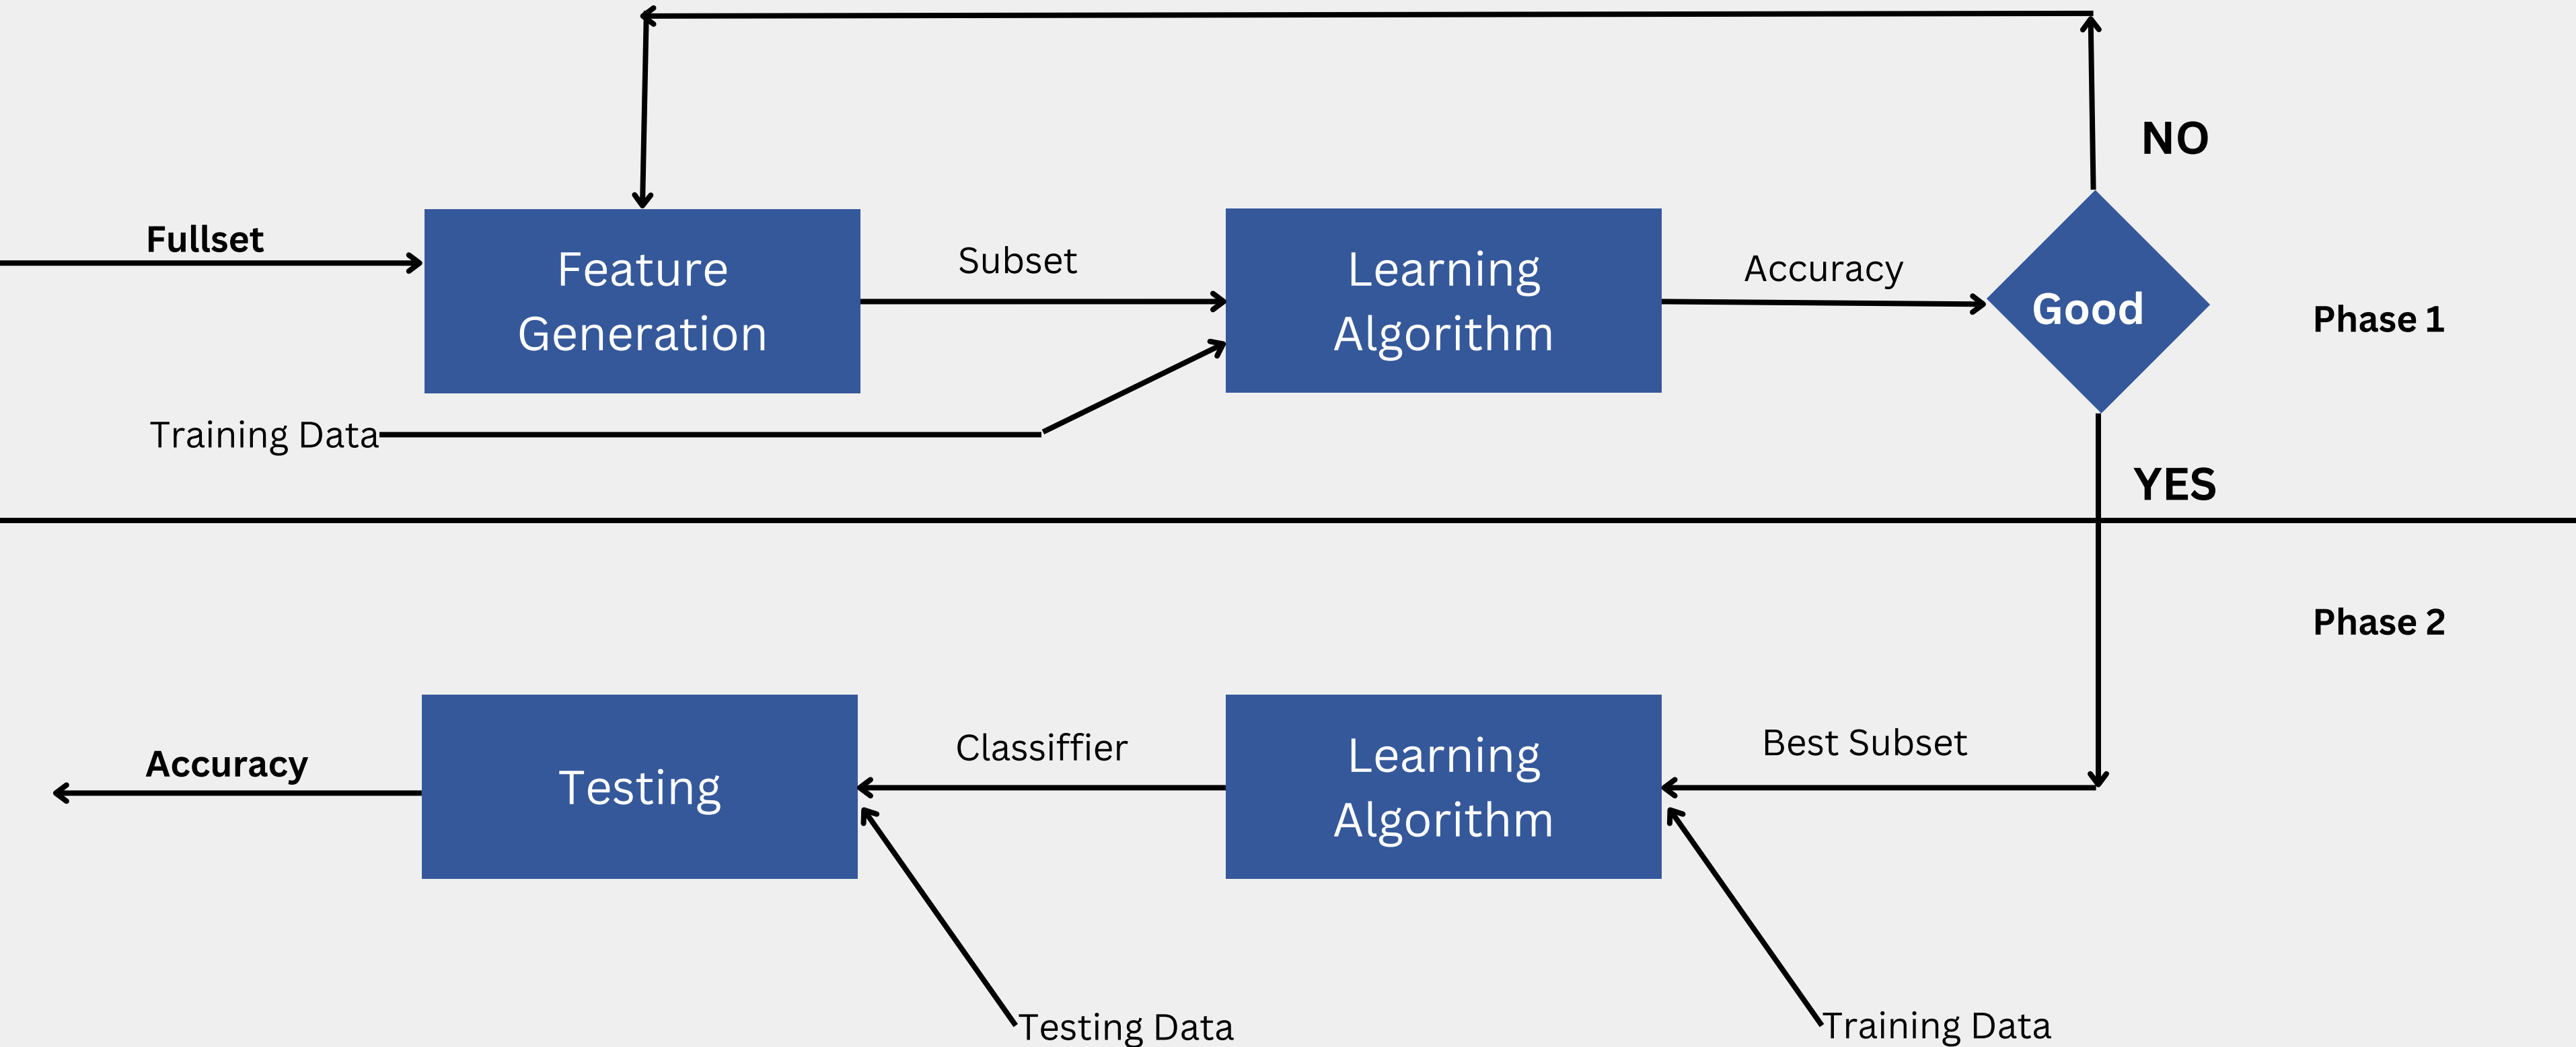 NO
Fullset
Feature
Generation
Subset
Learning
Algorithm
Accuracy
Good
Phase 1
Training Data
YES
Phase 2
Best Subset
Learning
Algorithm
Classiffier
Testing
Accuracy
Testing Data
Training Data